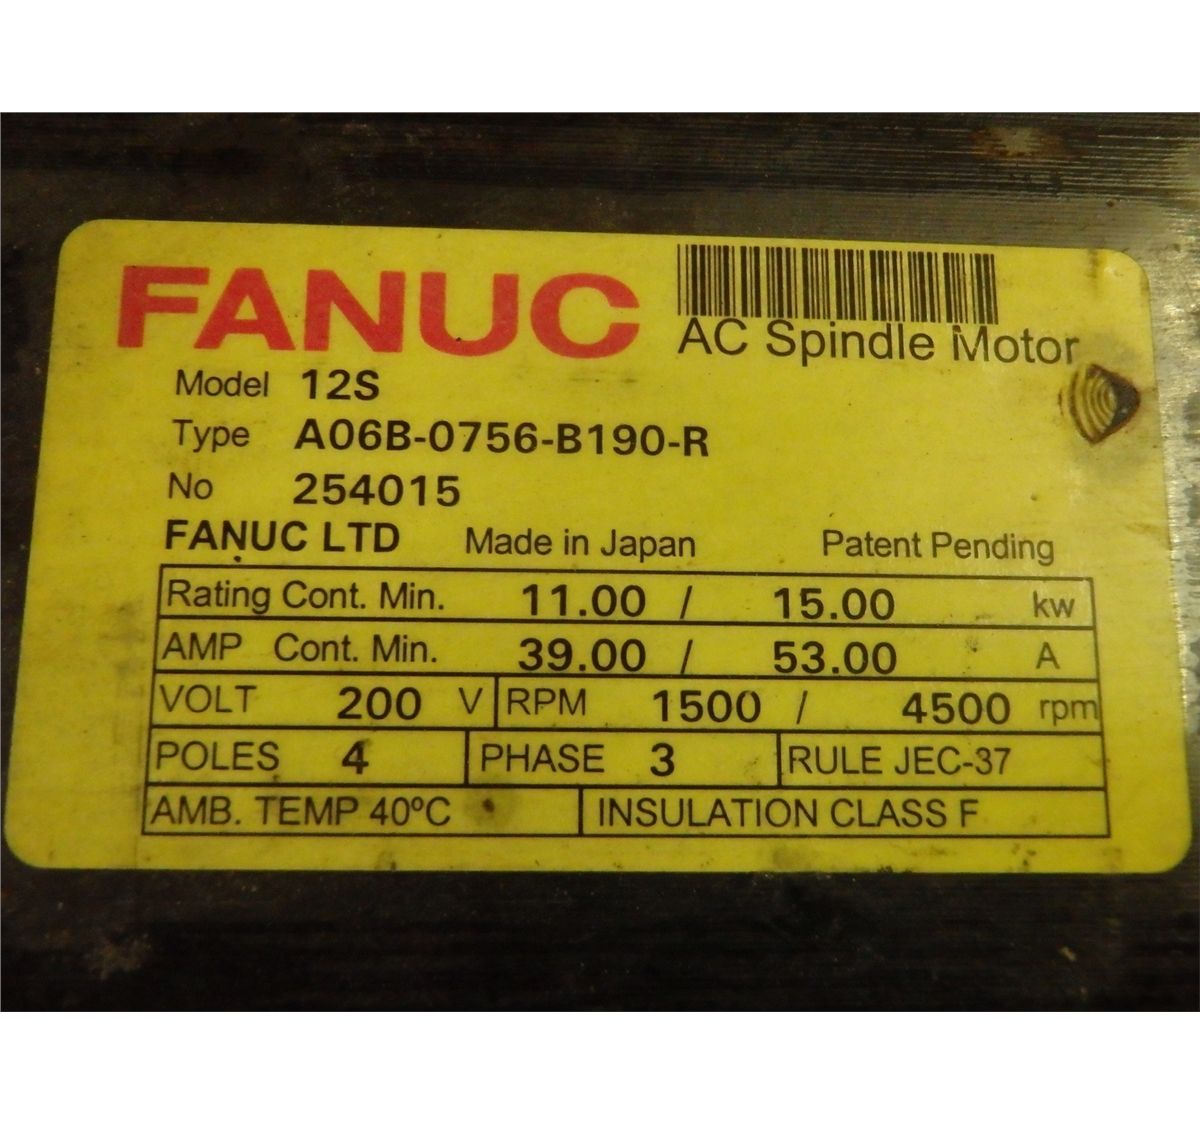 FANUC
AC Spindle Motor
Model 12S
Type A06B-0756-B190-R
No 254015
FANUC LTD Made in Japan Patent Pending
Rating Cont. Min. 11.00 / 15.00 kw
AMP Cont. Min. 39.00 / 53.00 A
VOLT 200 V RPM 1500 / 4500 rpm
POLES 4 PHASE 3 RULE JEC-37
AMB. TEMP 40ºC INSULATION CLASS F